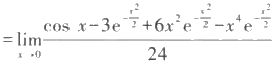 =lim x→0 (cos x-3e^{-x²/2}+6x²e^{-x²/2}-x⁴e^{-x²/2})/24